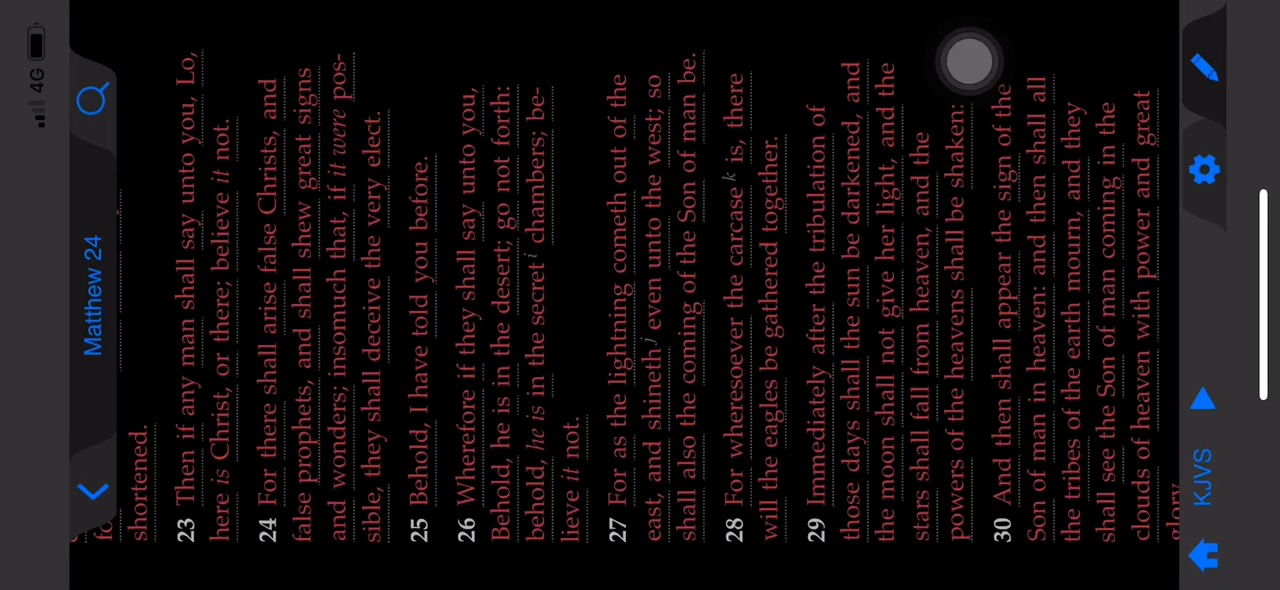 4G
Matthew 24
shortened.
23 Then if any man shall say unto you, Lo,
here is Christ, or there; believe it not.
24 For there shall arise false Christs, and
false prophets, and shall shew great signs
and wonders; insomuch that, if it were pos-
sible, they shall deceive the very elect.
25 Behold, I have told you before.
26 Wherefore if they shall say unto you,
Behold, he is in the desert; go not forth:
behold, he is in the secret i chambers; be-
lieve it not.
27 For as the lightning cometh out of the
east, and shineth j even unto the west; so
shall also the coming of the Son of man be.
28 For wheresoever the carcase k is, there
will the eagles be gathered together.
29 Immediately after the tribulation of
those days shall the sun be darkened, and
the moon shall not give her light, and the
stars shall fall from heaven, and the
powers of the heavens shall be shaken:
30 And then shall appear the sign of the
Son of man in heaven: and then shall all
the tribes of the earth mourn, and they
shall see the Son of man coming in the
clouds of heaven with power and great
glory
KJVS